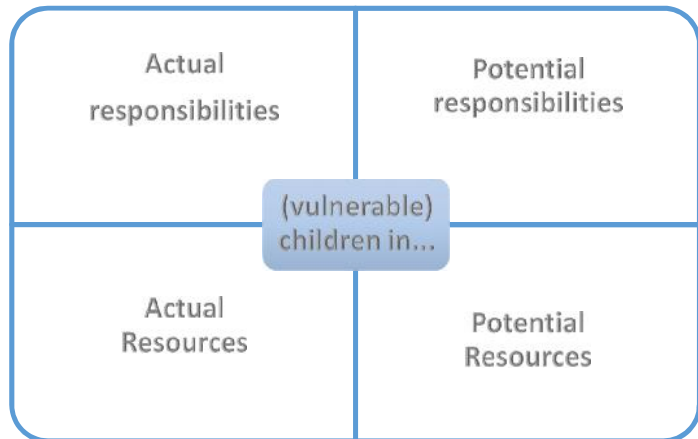 Actual
responsibilities
Potential
responsibilities
(vulnerable)
children in...
Actual
Resources
Potential
Resources